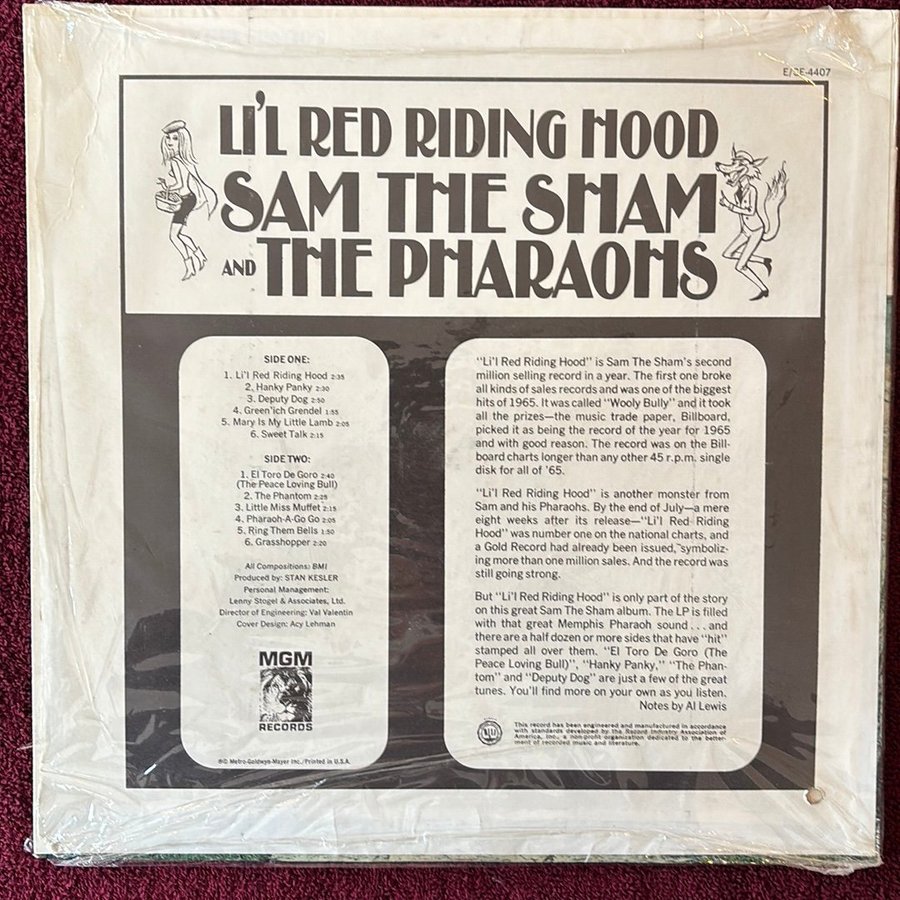 E/SE-4407
LI'L RED RIDING HOOD
SAM THE SHAM
AND THE PHARAOHS
SIDE ONE:
1. Li'l Red Riding Hood 2:35
2. Hanky Panky 2:30
3. Deputy Dog 2:50
4. Green'ich Grendel 1:55
5. Mary Is My Little Lamb 2:05
6. Sweet Talk 2:15
SIDE TWO:
1. El Toro De Goro 2:40
(The Peace Loving Bull)
2. The Phantom 2:25
3. Little Miss Muffet 2:15
4. Pharaoh-A-Go Go 2:05
5. Ring Them Bells 1:50
6. Grasshopper 2:20
All Compositions: BMI
Produced by: STAN KESLER
Personal Management:
Lenny Stogel & Associates, Ltd.
Director of Engineering: Val Valentin
Cover Design: Acy Lehman
MGM
RECORDS
℗© Metro-Goldwyn-Mayer Inc./Printed in U.S.A.
"Li'l Red Riding Hood" is Sam The Sham's second
million selling record in a year. The first one broke
all kinds of sales records and was one of the biggest
hits of 1965. It was called "Wooly Bully" and it took
all the prizes—the music trade paper, Billboard,
picked it as being the record of the year for 1965
and with good reason. The record was on the Bill-
board charts longer than any other 45 r.p.m. single
disk for all of '65.
"Li'l Red Riding Hood" is another monster from
Sam and his Pharaohs. By the end of July—a mere
eight weeks after its release—"Li'l Red Riding
Hood" was number one on the national charts, and
a Gold Record had already been issued, symboliz-
ing more than one million sales. And the record was
still going strong.
But "Li'l Red Riding Hood" is only part of the story
on this great Sam The Sham album. The LP is filled
with that great Memphis Pharaoh sound...and
there are a half dozen or more sides that have "hit"
stamped all over them. "El Toro De Goro (The
Peace Loving Bull)", "Hanky Panky," "The Phan-
tom" and "Deputy Dog" are just a few of the great
tunes. You'll find more on your own as you listen.
Notes by Al Lewis
This record has been engineered and manufactured in accordance
with standards developed by the Record Industry Association of
America, Inc., a non-profit organization dedicated to the better-
ment of recorded music and literature.